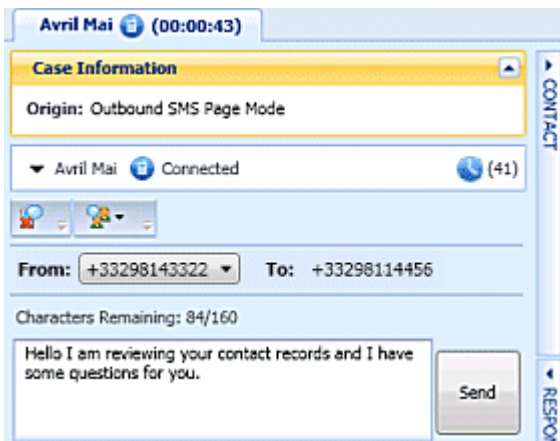 Avril Mai (00:00:43)
Case Information
Origin: Outbound SMS Page Mode
Avril Mai Connected (41)
From: +33298143322 To: +33298114456
Characters Remaining: 84/160
Hello I am reviewing your contact records and I have
some questions for you.
Send
CONTACT
RESPO